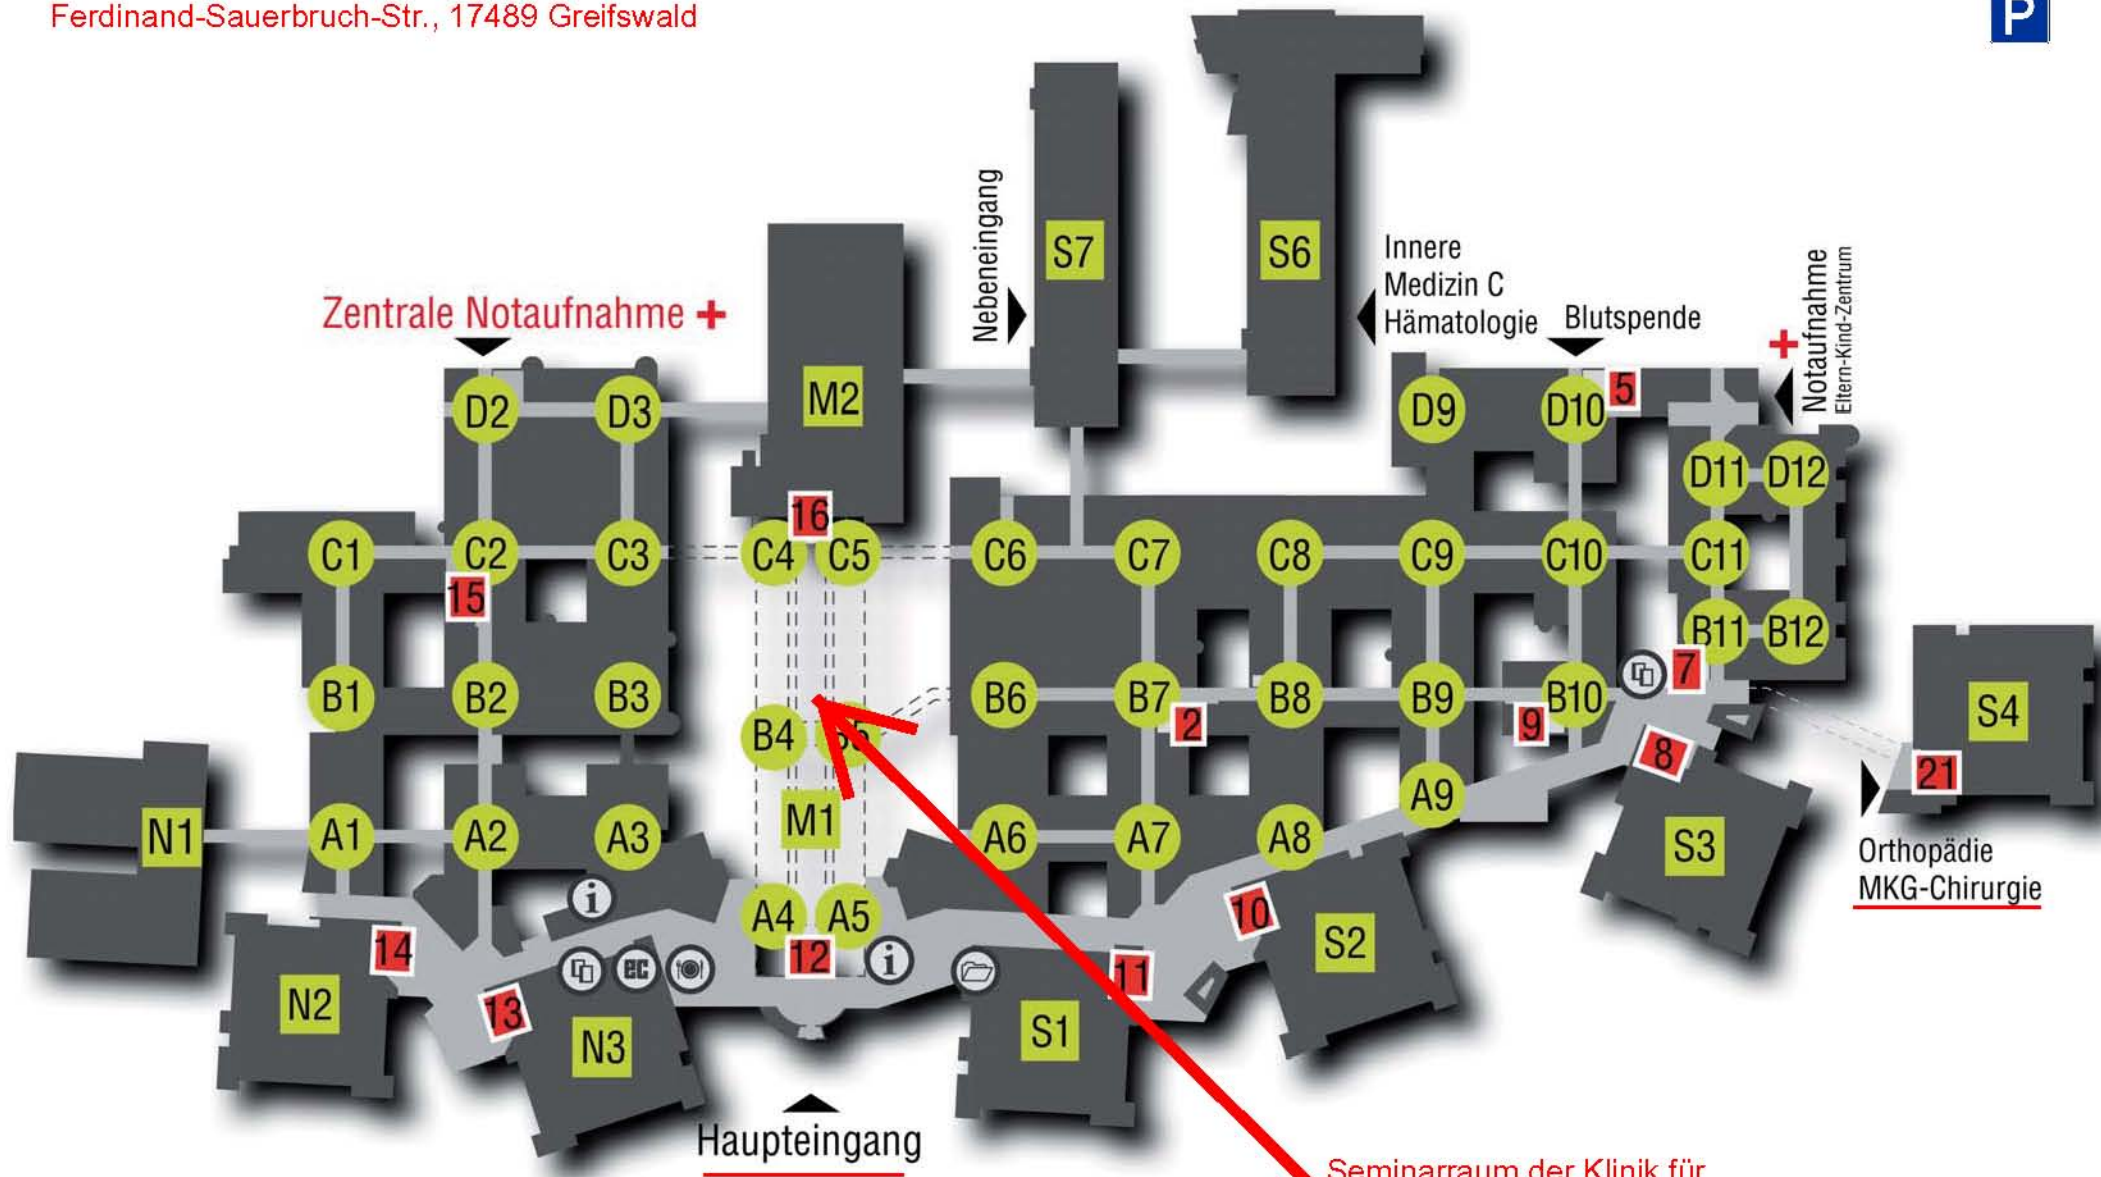 Ferdinand-Sauerbruch-Str., 17489 Greifswald
P
Nebeneingang
S7
S6
Innere
Medizin C
Hämatologie
Blutspende
Notaufnahme
Eltern-Kind-Zentrum
Zentrale Notaufnahme +
M2
D2
D3
D9
D10
5
D11
D12
16
C1
C2
C3
C4
C5
C6
C7
C8
C9
C10
C11
15
B11
B12
B1
B2
B3
B4
B6
B7
B8
B9
B10
7
2
9
8
S4
21
N1
A1
A2
A3
M1
A6
A7
A8
A9
S3
Orthopädie
MKG-Chirurgie
i
A4
A5
10
S2
14
12
i
11
ec
N2
13
N3
S1
Haupteingang
Seminarraum der Klinik für